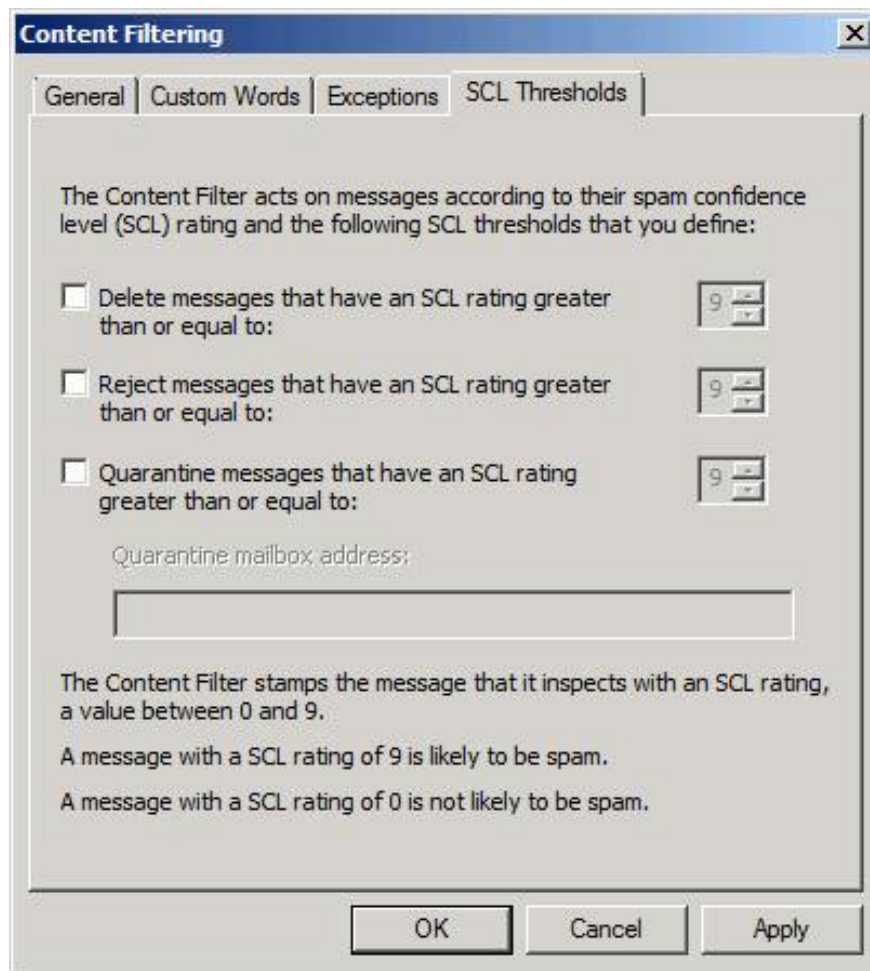 Content Filtering
General
Custom Words
Exceptions
SCL Thresholds
The Content Filter acts on messages according to their spam confidence
level (SCL) rating and the following SCL thresholds that you define:
Delete messages that have an SCL rating greater
than or equal to:
9
Reject messages that have an SCL rating greater
than or equal to:
9
Quarantine messages that have an SCL rating
greater than or equal to:
9
Quarantine mailbox address:
The Content Filter stamps the message that it inspects with an SCL rating,
a value between 0 and 9.
A message with a SCL rating of 9 is likely to be spam.
A message with a SCL rating of 0 is not likely to be spam.
OK
Cancel
Apply